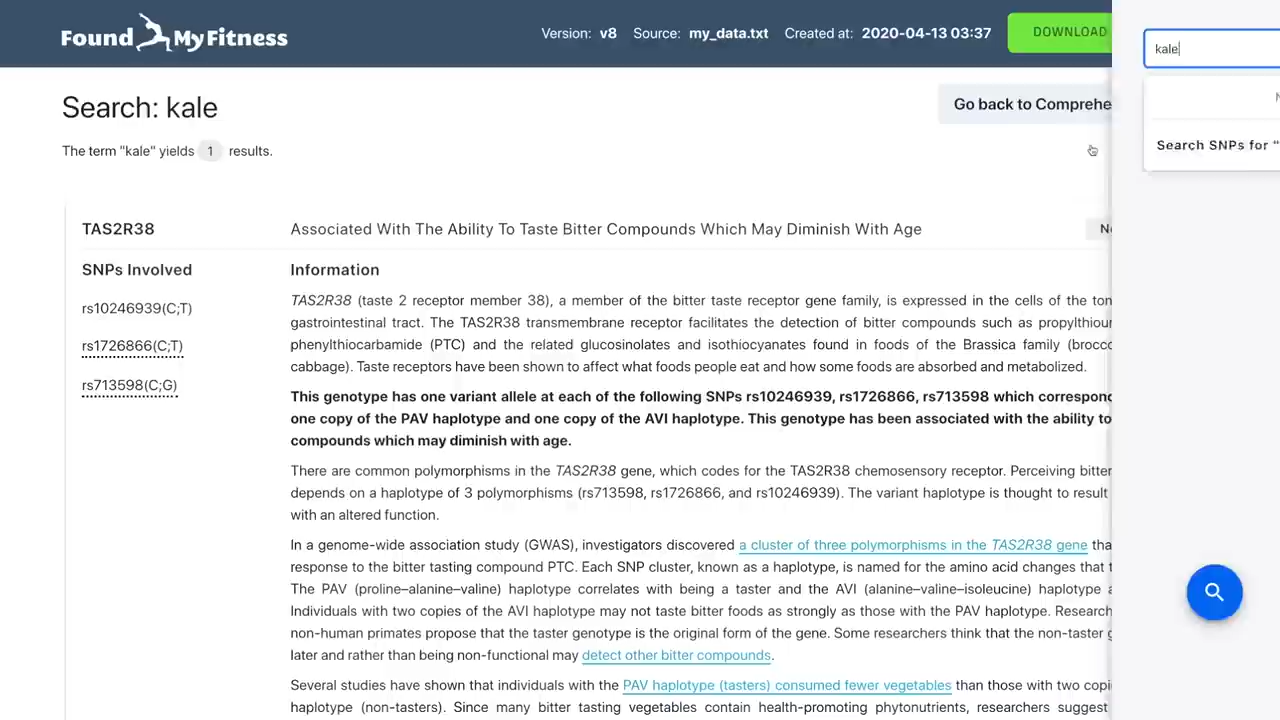 Found MyFitness
Version: v8 Source: my_data.txt Created at: 2020-04-13 03:37
DOWNLOAD
kale
Search: kale
Go back to Comprehe
The term "kale" yields 1 results.
Search SNPs for "
TAS2R38
Associated With The Ability To Taste Bitter Compounds Which May Diminish With Age
SNPs Involved
rs10246939(C;T)
rs1726866(C;T)
rs713598(C;G)
Information
TAS2R38 (taste 2 receptor member 38), a member of the bitter taste receptor gene family, is expressed in the cells of the ton
gastrointestinal tract. The TAS2R38 transmembrane receptor facilitates the detection of bitter compounds such as propylthiour
phenylthiocarbamide (PTC) and the related glucosinolates and isothiocyanates found in foods of the Brassica family (brocc
cabbage). Taste receptors have been shown to affect what foods people eat and how some foods are absorbed and metabolized.
This genotype has one variant allele at each of the following SNPs rs10246939, rs1726866, rs713598 which correspond
one copy of the PAV haplotype and one copy of the AVI haplotype. This genotype has been associated with the ability to
compounds which may diminish with age.
There are common polymorphisms in the TAS2R38 gene, which codes for the TAS2R38 chemosensory receptor. Perceiving bitter
depends on a haplotype of 3 polymorphisms (rs713598, rs1726866, and rs10246939). The variant haplotype is thought to result
with an altered function.
In a genome-wide association study (GWAS), investigators discovered a cluster of three polymorphisms in the TAS2R38 gene tha
response to the bitter tasting compound PTC. Each SNP cluster, known as a haplotype, is named for the amino acid changes that t
The PAV (proline–alanine–valine) haplotype correlates with being a taster and the AVI (alanine–valine–isoleucine) haplotype a
Individuals with two copies of the AVI haplotype may not taste bitter foods as strongly as those with the PAV haplotype. Research
non-human primates propose that the taster genotype is the original form of the gene. Some researchers think that the non-taster g
later and rather than being non-functional may detect other bitter compounds.
Several studies have shown that individuals with the PAV haplotype (tasters) consumed fewer vegetables than those with two copi
haplotype (non-tasters). Since many bitter tasting vegetables contain health-promoting phytonutrients, researchers suggest